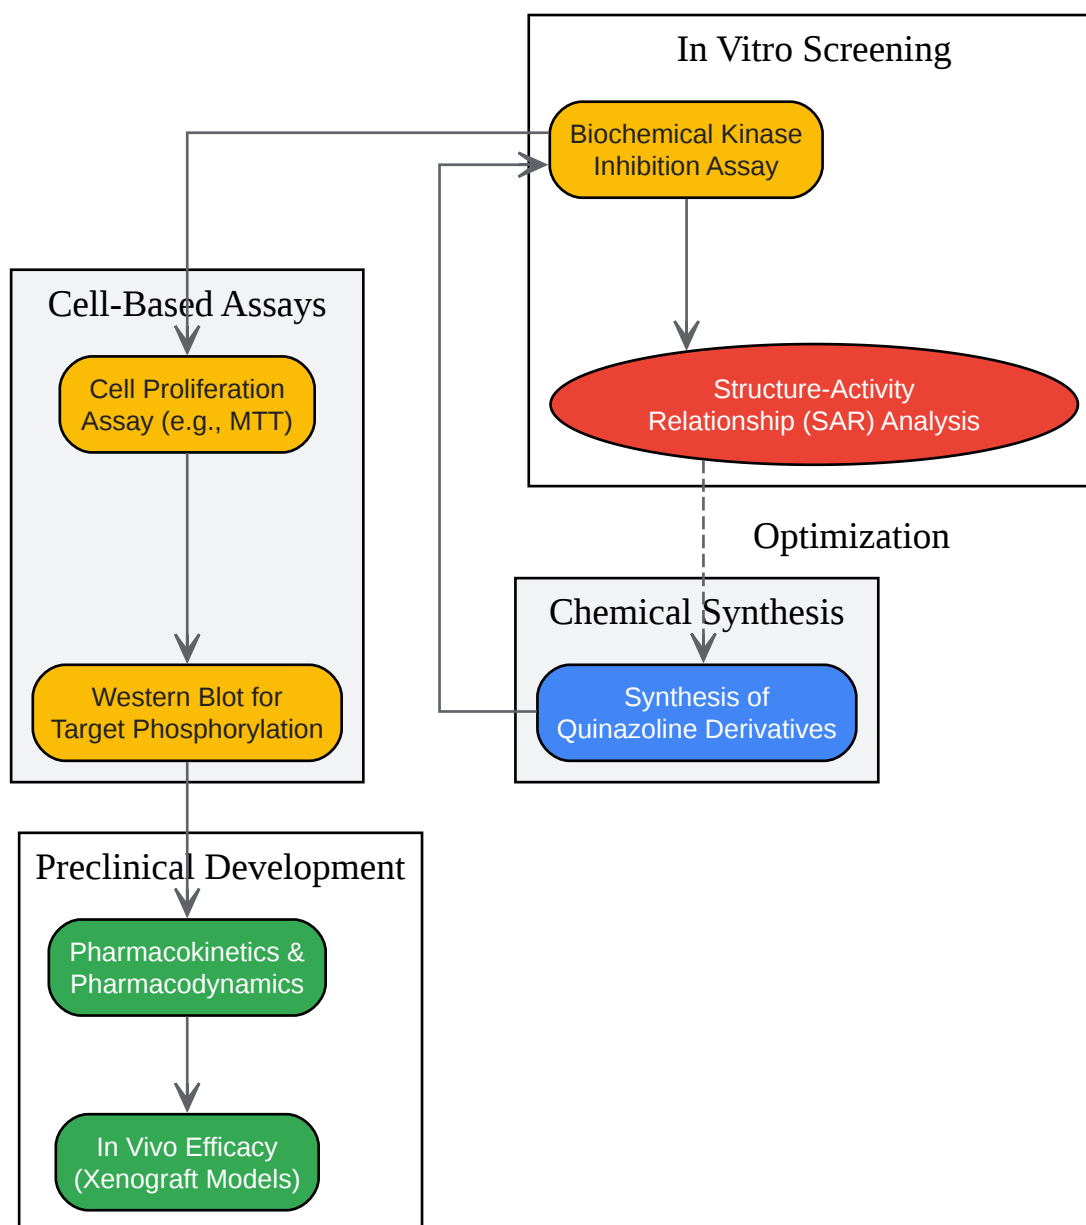 In Vitro Screening
Biochemical Kinase
Inhibition Assay
Cell-Based Assays
Cell Proliferation
Assay (e.g., MTT)
Structure-Activity
Relationship (SAR) Analysis
Optimization
Chemical Synthesis
Western Blot for
Target Phosphorylation
Synthesis of
Quinazoline Derivatives
Preclinical Development
Pharmacokinetics &
Pharmacodynamics
In Vivo Efficacy
(Xenograft Models)